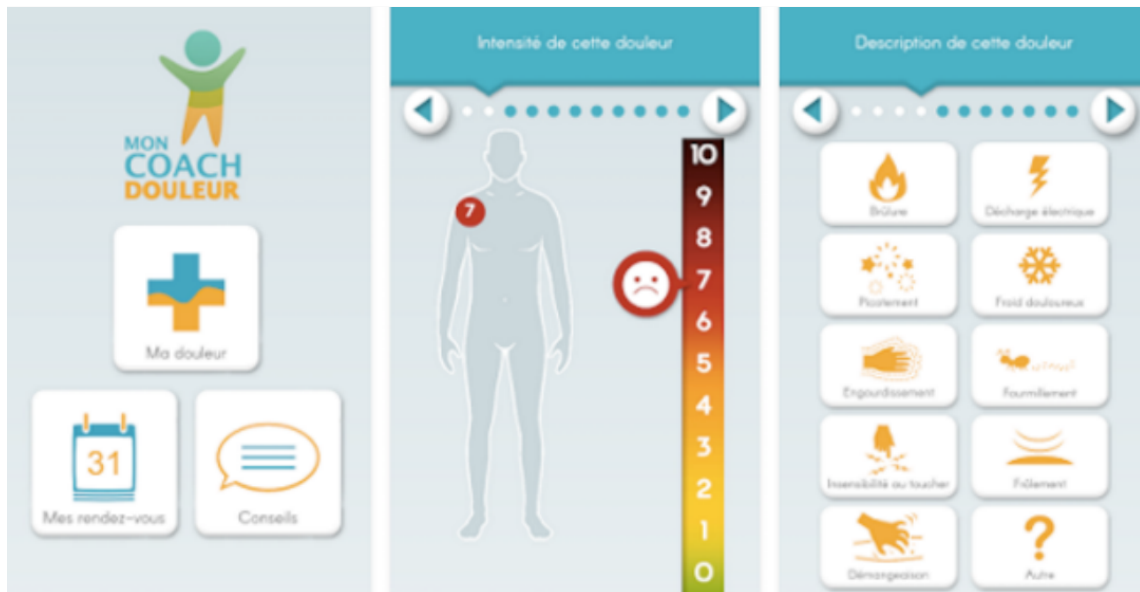 MON
COACH
DOULEUR
Ma douleur
31
Mes rendez-vous
Conseils
Intensité de cette douleur
7
10
9
8
7
6
5
4
3
2
1
0
Description de cette douleur
Brûlure
Décharge électrique
Picotement
Froid douloureux
Engourdissement
Fourmillement
Insensibilité au toucher
Frôlement
Démangeaison
Autre